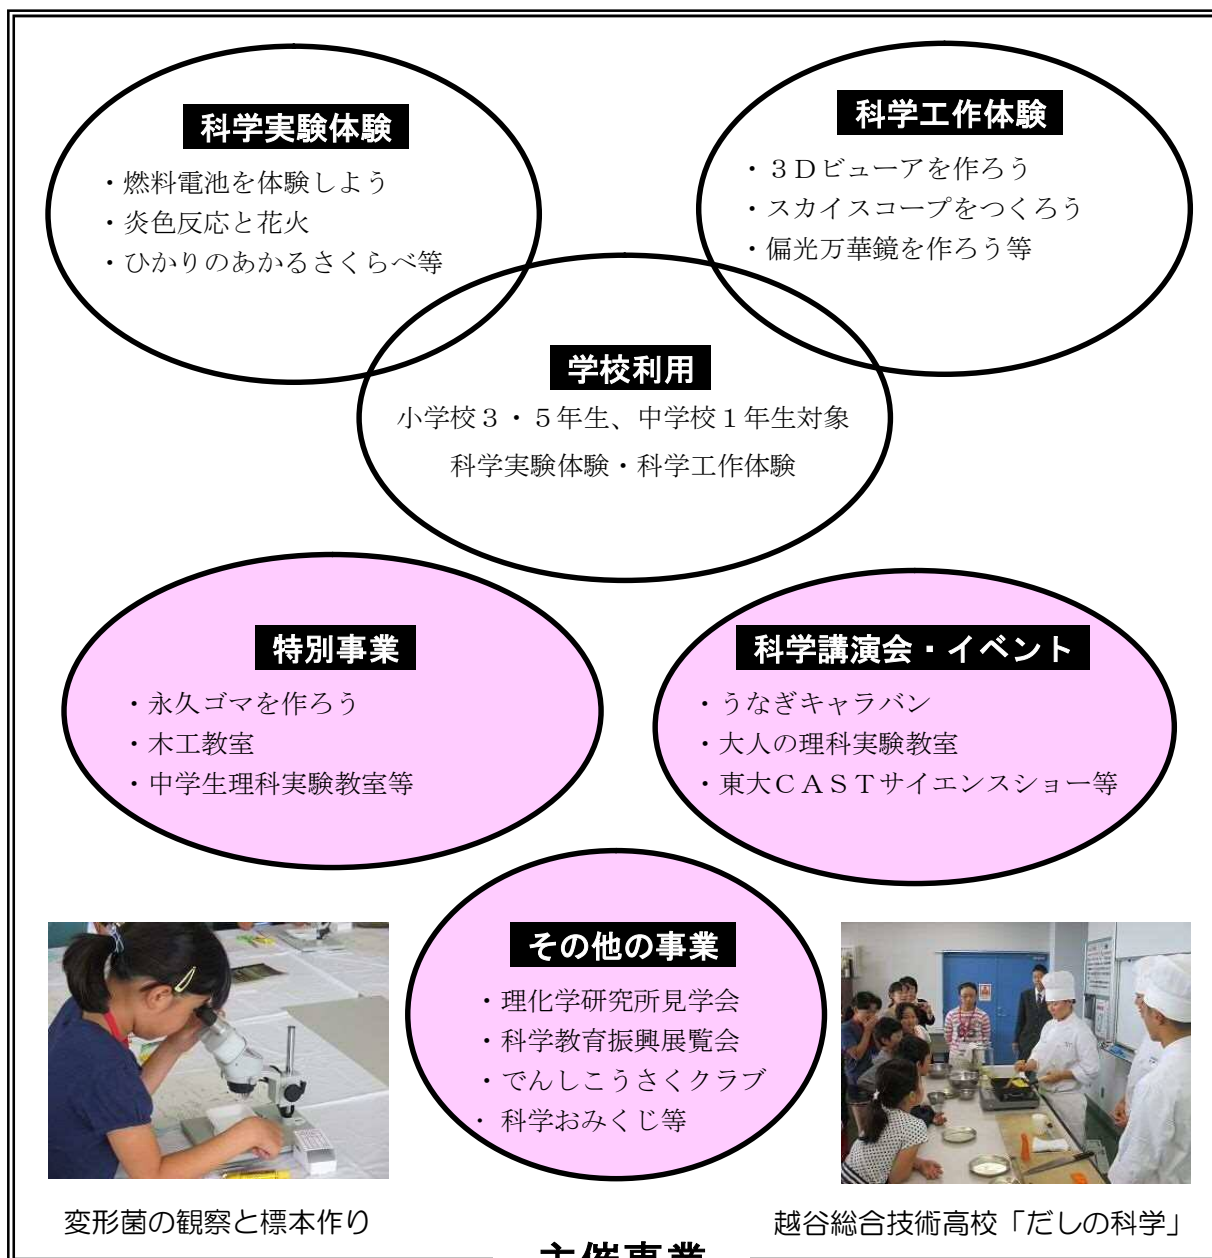 科学実験体験
・燃料電池を体験しよう
・炎色反応と花火
・ひかりのあかるさくらべ等
科学工作体験
・３Ｄビューアを作ろう
・スカイスコープをつくろう
・偏光万華鏡を作ろう等
学校利用
小学校３・５年生、中学校１年生対象
科学実験体験・科学工作体験
特別事業
・永久ゴマを作ろう
・木工教室
・中学生理科実験教室等
科学講演会・イベント
・うなぎキャラバン
・大人の理科実験教室
・東大ＣＡＳＴサイエンスショー等
その他の事業
・理化学研究所見学会
・科学教育振興展覧会
・でんしこうさくクラブ
・科学おみくじ等
変形菌の観察と標本作り
越谷総合技術高校「だしの科学」
主催事業